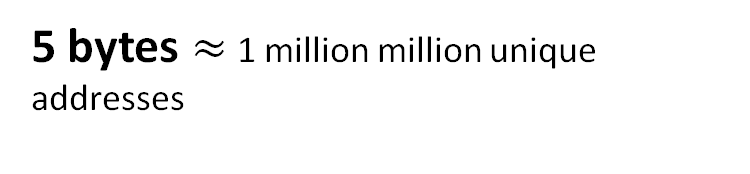 5 bytes ≈ 1 million million unique
addresses